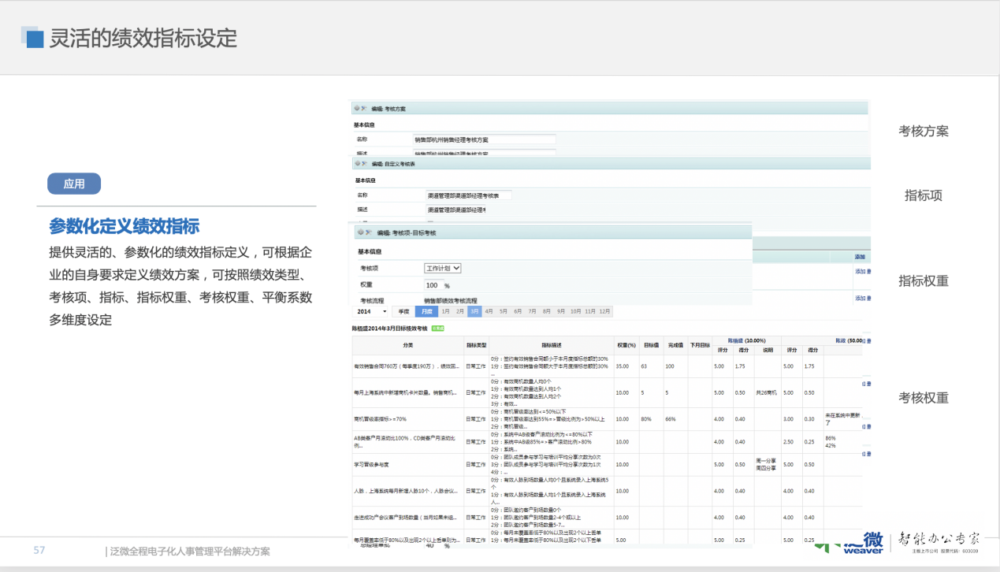 灵活的绩效指标设定
应用
参数化定义绩效指标
提供灵活的、参数化的绩效指标定义，可根据企
业的自身要求定义绩效方案，可按照绩效类型、
考核项、指标、指标权重、考核权重、平衡系数
多维度设定
编辑: 考核方案
基本信息
名称 销售部杭州销售经理考核方案
描述 销售部杭州销售经理考核方案
编辑: 自定义考核表
基本信息
名称 渠道管理部渠道部经理考核表
描述 渠道管理部渠道部经理考
编辑: 考核项-目标考核
基本信息
添加
考核项 工作计划
添加
权重 100 %
考核流程 销售部绩效考核流程
添加
2014 季度 月度 1月 2月 3月 4月 5月 6月 7月 8月 9月 10月 11月 12月
陈栢盛2014年3月目标绩效考核
分类 指标类型 指标描述 权重(%) 目标值 完成值 下月目标 陈栢盛 (10.00%) (50.00
评分 得分 说明 评分 得分
有效销售合同760万（每季度190万），绩效囸... 日常工作 0分：签约有效销售合同额小于本月度指标总额的30%
1分：签约有效销售合同额大于本月度指标总额的30%
...
35.00 63 100 5.00 1.75 5.00 1.75
每月上海系统中新增商机卡片数量。销售商机... 日常工作 0分：有效商机数量人均0个
1分：有效商机数量达到人均1个
2分：有效商机数量达到人均2个
3分：有效...
10.00 5 5 5.00 0.50 共26商机 5.00 0.50
商机晋级率指标>=70% 日常工作 0分：商机晋级率达到<=50%以下
1分：商机晋级率达到55%=>晋级比例为>50%以上
2分：商机晋级...
10.00 80% 66% 4.00 0.40 3.00 0.30 未在系统中更新
了
AB类客户月滚动比100%，CD类客户月滚动比
例... 日常工作 0分：系统中AB级客户滚动比例为<=80%以下
1分：系统中AB级85%=>客户滚动比例>80%
2分：系统...
10.00 4.00 0.40 2.50 0.25 86%
42%
学习晋级参与度 日常工作 0分：团队成员参与学习与培训平均分享次数为0次
3分：团队成员参与学习与培训平均分享次数为1次
4分：...
10.00 5.00 0.50 周一分享
周四分享 5.00 0.50
人脉，上海系统每月新增人脉10个，人脉会议... 日常工作 0分：有效人脉到场数量人均0个且系统录入上海系统5
个
1分：有效人脉到场数量人均1个且系统录入上海系统
人...
10.00 4.00 0.40 4.00 0.40
走进成功产会议客户到场数量（当月如果未组... 日常工作 0分：团队邀约客户到场数量0个
1分：团队邀约客户到场数量2-4个或以上
2分：团队邀约客户到场数量5-7...
10.00 4.00 0.40 4.00 0.40
每月覆盖率低于80%以及出现2个以上丢单则为... 日常工作 0分：每月未覆盖率低于80%以及出现2个以上丢单
1分：每月未覆盖率低于80%以及出现2个以下丢单
5.00 5.00 0.25 5.00 0.25
考核方案
指标项
指标权重
考核权重
57
泛微全程电子化人事管理平台解决方案
泛微
weaver
智能办公专家
主板上市公司 股票代码：603039